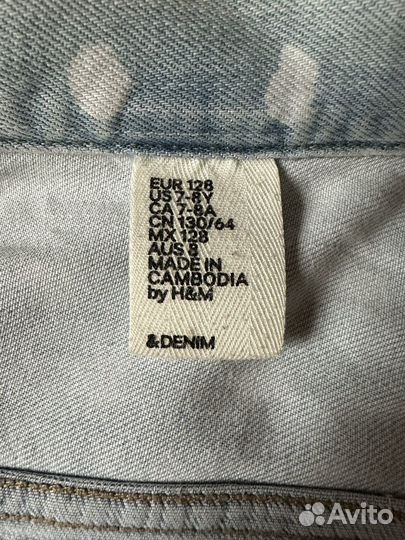 EUR 128
US 7-8Y
CA 7-8A
CN 130/64
MX 128
AUS 8
MADE IN
CAMBODIA
by H&M
&DENIM
Avito